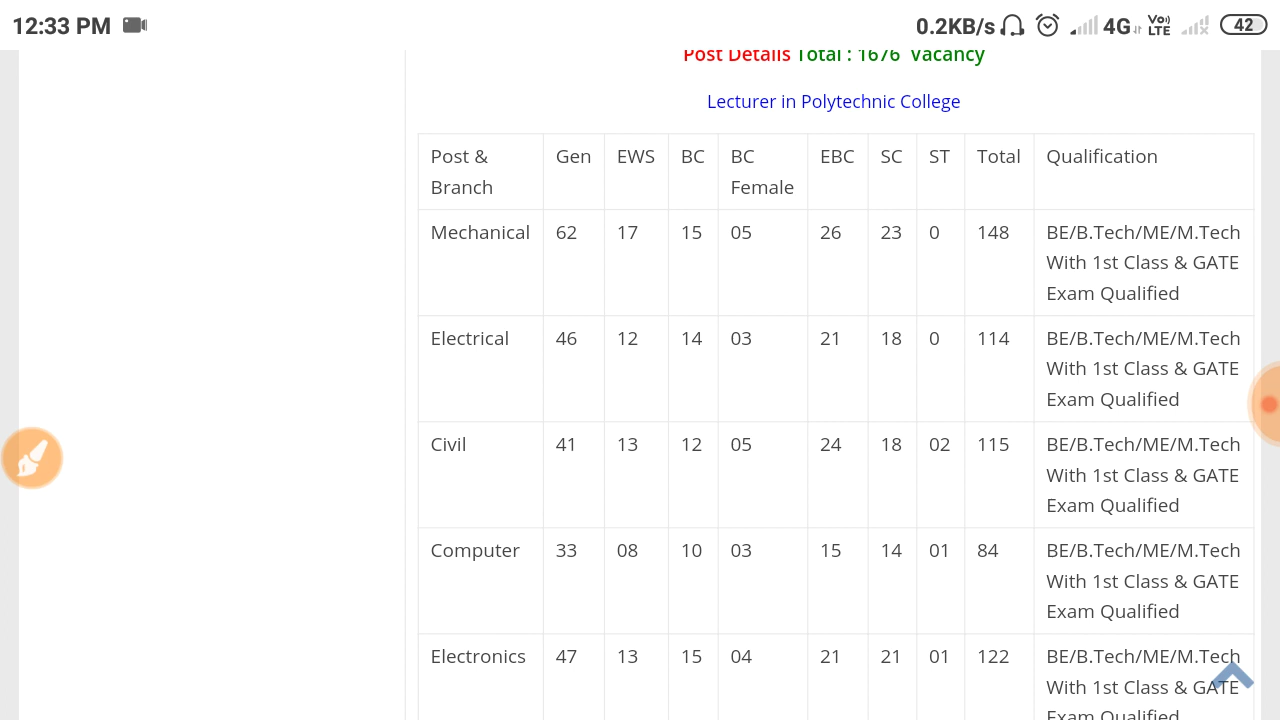 12:33 PM 0.2KB/s 4G Vo)) LTE 42
Post Details Total : 1676 Vacancy
Lecturer in Polytechnic College
Post & Branch Gen EWS BC BC Female EBC SC ST Total Qualification
Mechanical 62 17 15 05 26 23 0 148 BE/B.Tech/ME/M.Tech
With 1st Class & GATE
Exam Qualified
Electrical 46 12 14 03 21 18 0 114 BE/B.Tech/ME/M.Tech
With 1st Class & GATE
Exam Qualified
Civil 41 13 12 05 24 18 02 115 BE/B.Tech/ME/M.Tech
With 1st Class & GATE
Exam Qualified
Computer 33 08 10 03 15 14 01 84 BE/B.Tech/ME/M.Tech
With 1st Class & GATE
Exam Qualified
Electronics 47 13 15 04 21 21 01 122 BE/B.Tech/ME/M.Tech
With 1st Class & GATE
Exam Qualified